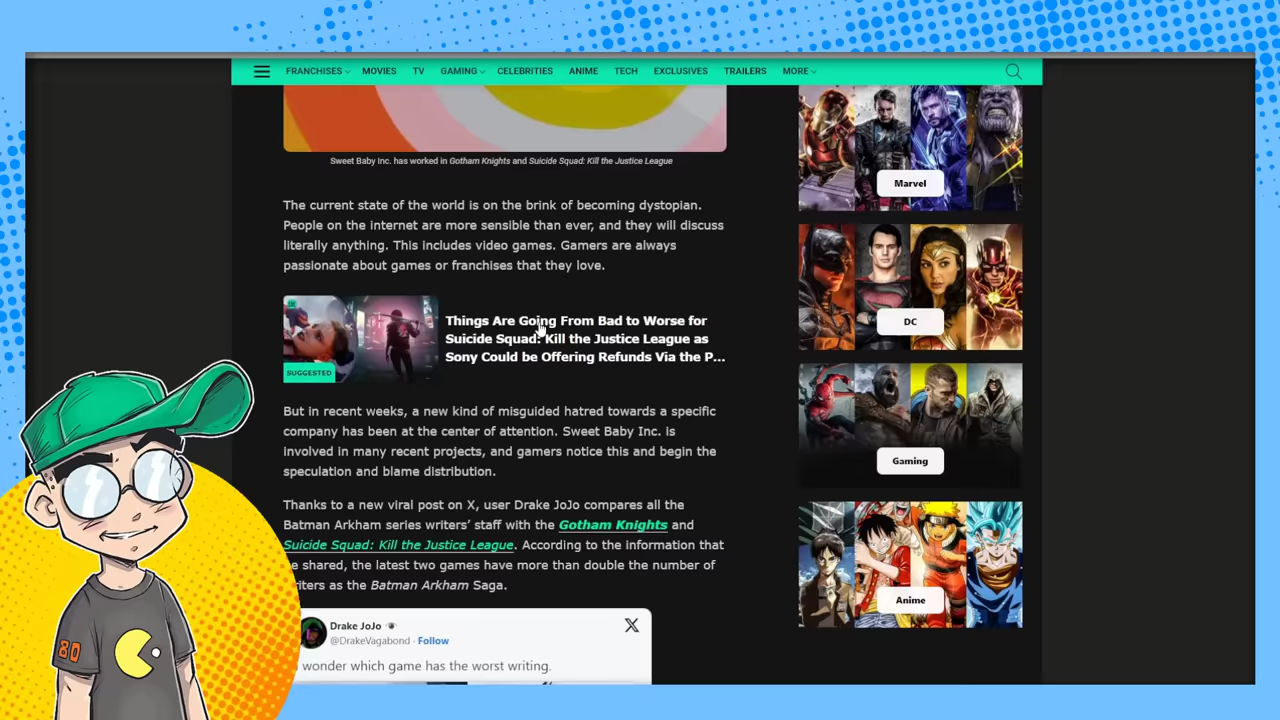 FRANCHISES MOVIES TV GAMING CELEBRITIES ANIME TECH EXCLUSIVES TRAILERS MORE
Sweet Baby Inc. has worked in Gotham Knights and Suicide Squad: Kill the Justice League
The current state of the world is on the brink of becoming dystopian.
People on the internet are more sensible than ever, and they will discuss
literally anything. This includes video games. Gamers are always
passionate about games or franchises that they love.
SUGGESTED
Things Are Going From Bad to Worse for
Suicide Squad: Kill the Justice League as
Sony Could be Offering Refunds Via the P...
But in recent weeks, a new kind of misguided hatred towards a specific
company has been at the center of attention. Sweet Baby Inc. is
involved in many recent projects, and gamers notice this and begin the
speculation and blame distribution.
Thanks to a new viral post on X, user Drake JoJo compares all the
Batman Arkham series writers' staff with the Gotham Knights and
Suicide Squad: Kill the Justice League. According to the information that
shared, the latest two games have more than double the number of
as the Batman Arkham Saga.
Drake JoJo
@DrakeVagabond · Follow
wonder which game has the worst writing.
Marvel
DC
Gaming
Anime
80